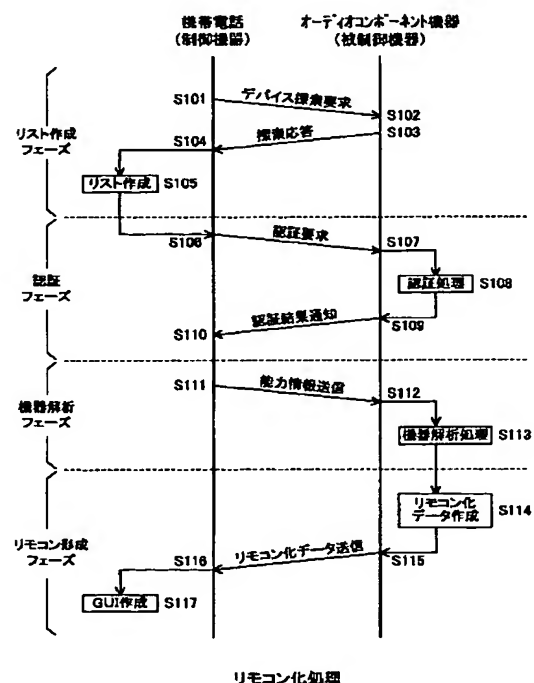 携帯電話
(制御機器)
オーディオコンポーネント機器
(被制御機器)
リスト作成
フェーズ
S101
デバイス探索要求
S102
S103
探索応答
S104
リスト作成
S105
認証
フェーズ
S106
認証要求
S107
認証処理
S108
S109
認証結果通知
S110
機器解析
フェーズ
S111
能力情報送信
S112
機器解析処理
S113
リモコン形成
フェーズ
リモコン化
データ作成
S114
S115
リモコン化データ送信
S116
GUI作成
S117
リモコン化処理